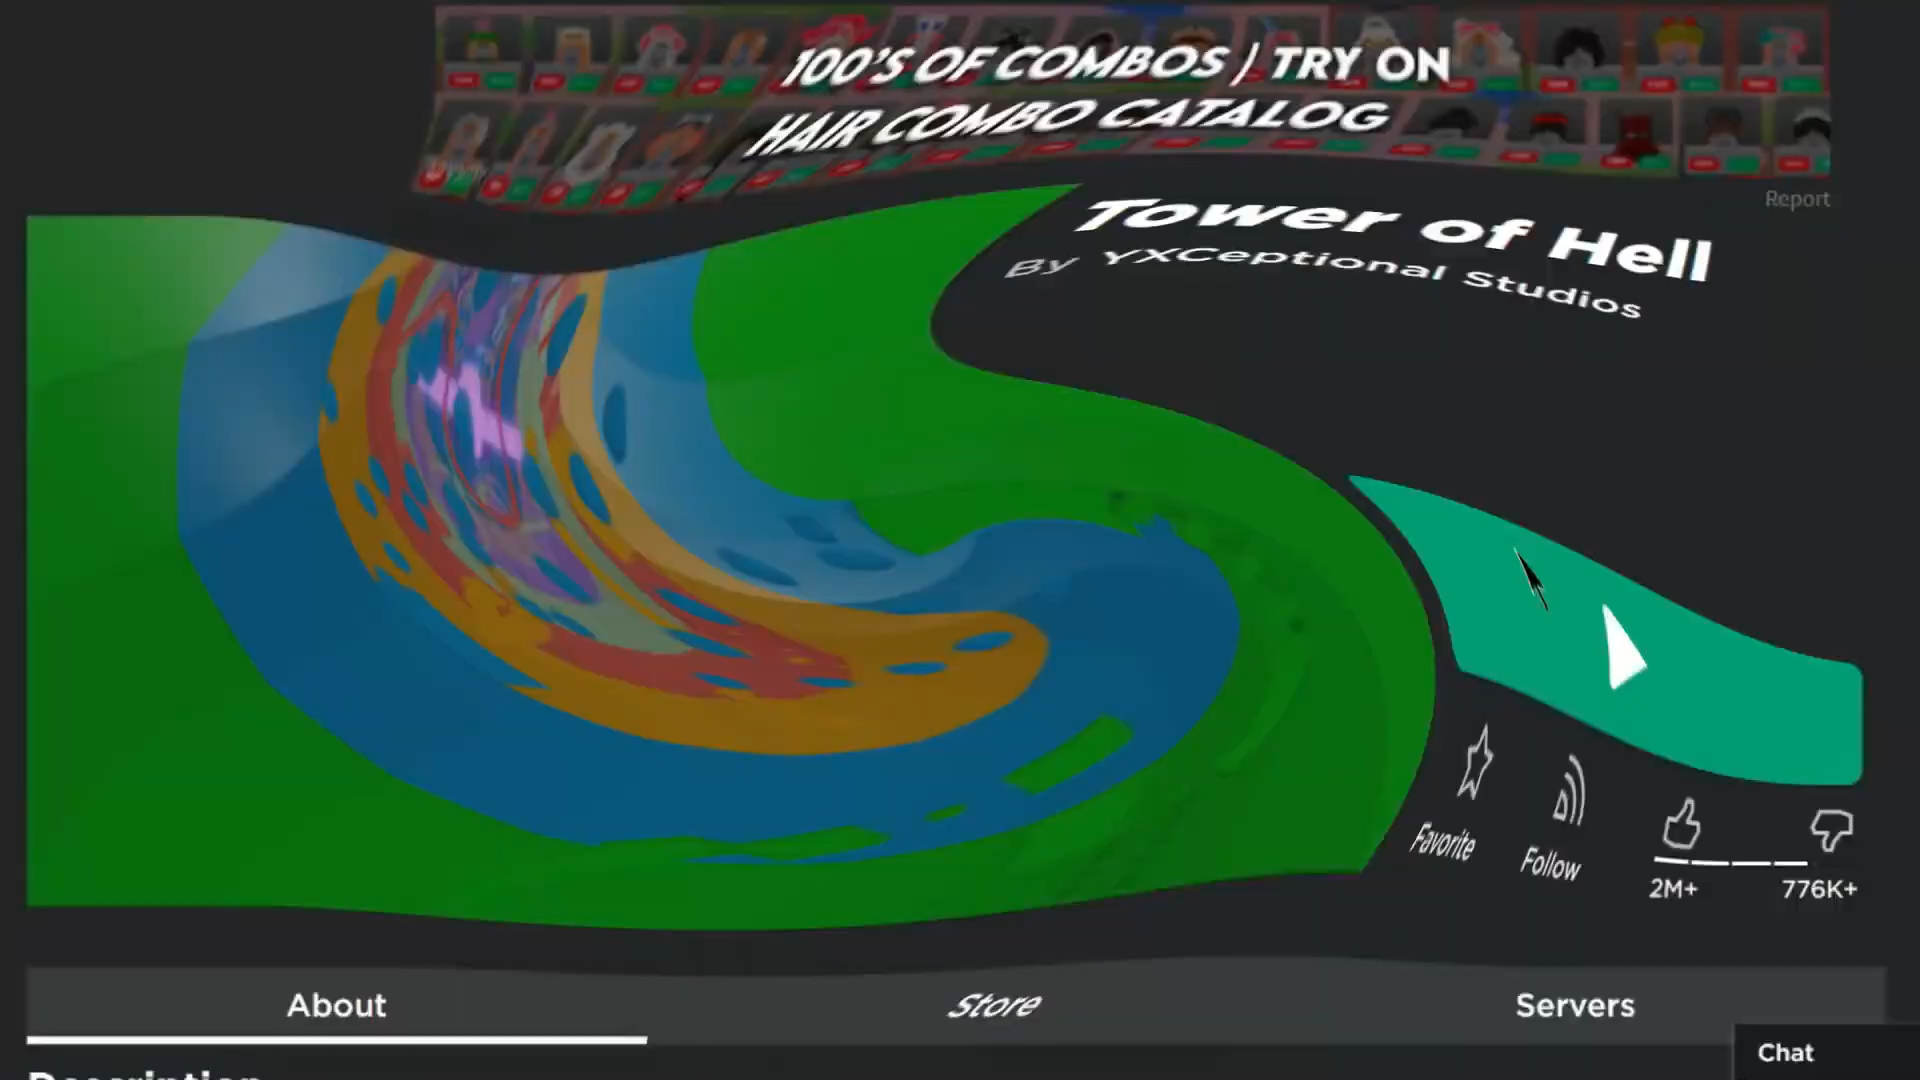 100'S OF COMBOS / TRY ON
HAIR COMBO CATALOG
Report
Tower of Hell
By YXCeptional Studios
Favorite
Follow
2M+
776K+
About
Store
Servers
Chat
Description